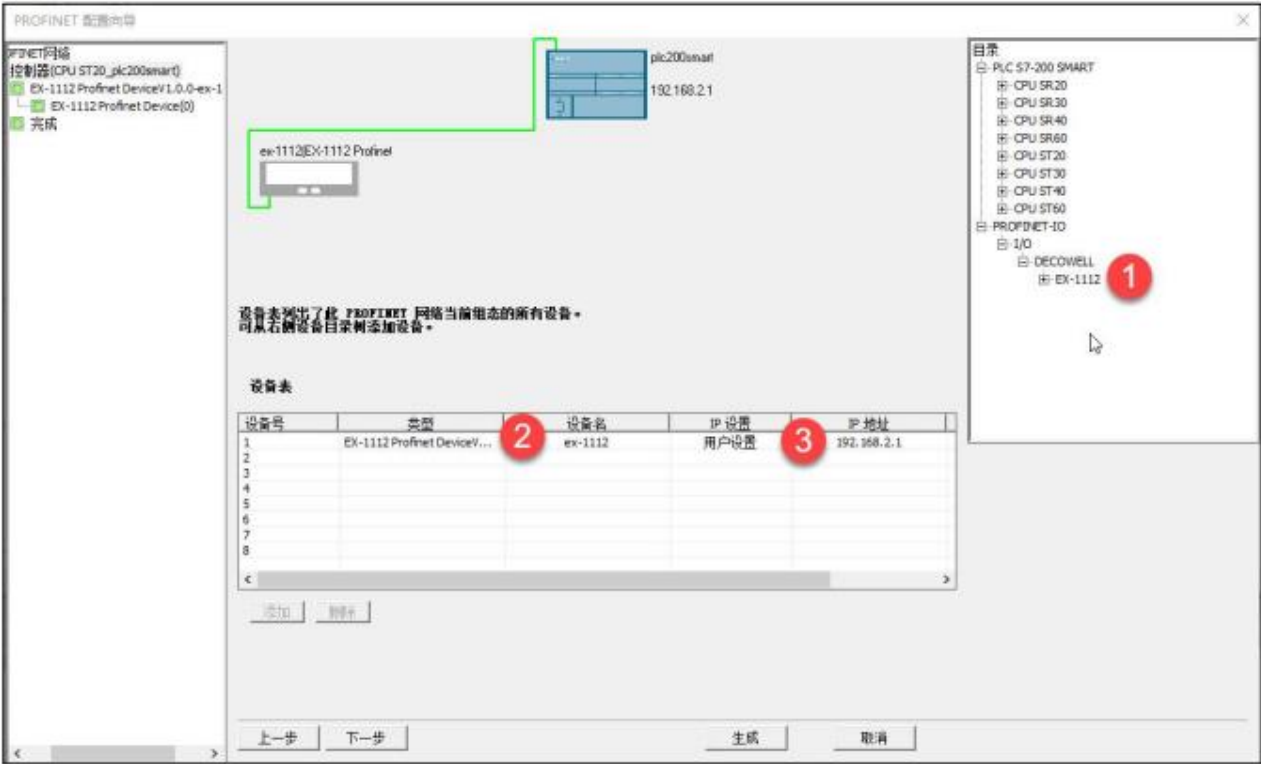 PROFINET 配置向导
OFINET网络
控制器(CPU ST20_plc200smart)
EX-1112 Profinet DeviceV1.0.0-ex-1
EX-1112 Profinet Device(0)
完成
plc200smart
192.168.2.1
ex-1112(EX-1112 Profinet
设备表列出了此 PROFINET 网络当前组态的所有设备。
可从右侧设备目录树添加设备。
设备表
设备号 类型 设备名 IP 设置 IP 地址
1 EX-1112 Profinet DeviceV... 2 ex-1112 用户设置 3 192.168.2.1
2
3
4
5
6
7
8
添加 删除
上一步 下一步 生成 取消
目录
PLC S7-200 SMART
CPU SR20
CPU SR30
CPU SR40
CPU SR60
CPU ST20
CPU ST30
CPU ST40
CPU ST60
PROFINET-IO
I/O
DECOWELL
EX-1112 1